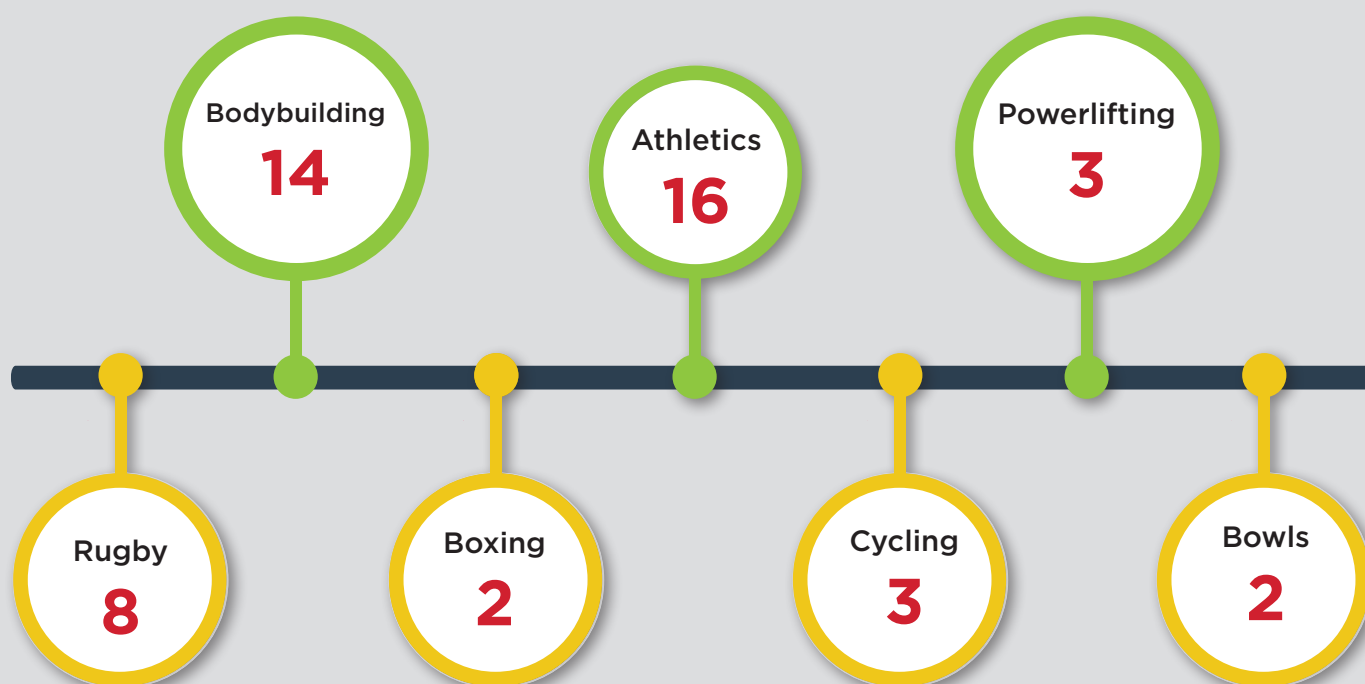 Bodybuilding
14
Athletics
16
Powerlifting
3
Rugby
8
Boxing
2
Cycling
3
Bowls
2